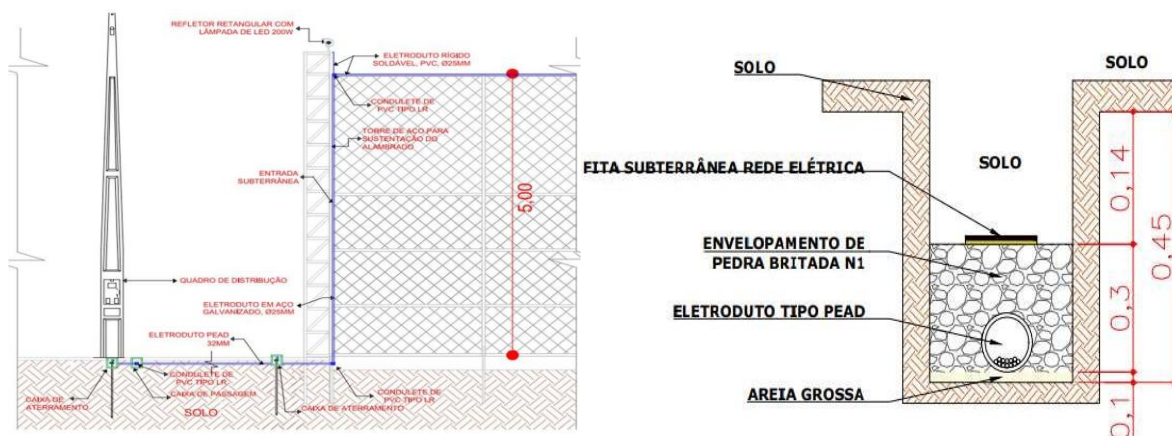 REFLETOR RETANGULAR COM
LÂMPADA DE LED 200W
ELETRODUTO RÍGIDO
SOLDÁVEL, PVC, Ø25MM
CONDULETE DE
PVC TIPO LR
TORRE DE AÇO PARA
SUSTENTAÇÃO DO
ALAMBRADO
ENTRADA
SUBTERRÂNEA
5,00
QUADRO DE DISTRIBUÇÃO
ELETRODUTO EM AÇO
GALVANIZADO, Ø25MM
ELETRODUTO PEAD
32MM
CONDULETE DE
PVC TIPO LR
CAIXA DE PASSAGEM
CAIXA DE
ATERRAMENTO
SOLO
CONDULETE DE
PVC TIPO LR
CAIXA DE ATERRAMENTO
SOLO
SOLO
SOLO
FITA SUBTERRÂNEA REDE ELÉTRICA
ENVELOPAMENTO DE
PEDRA BRITADA N1
ELETRODUTO TIPO PEAD
AREIA GROSSA
0,14
0,45
0,3
0,1